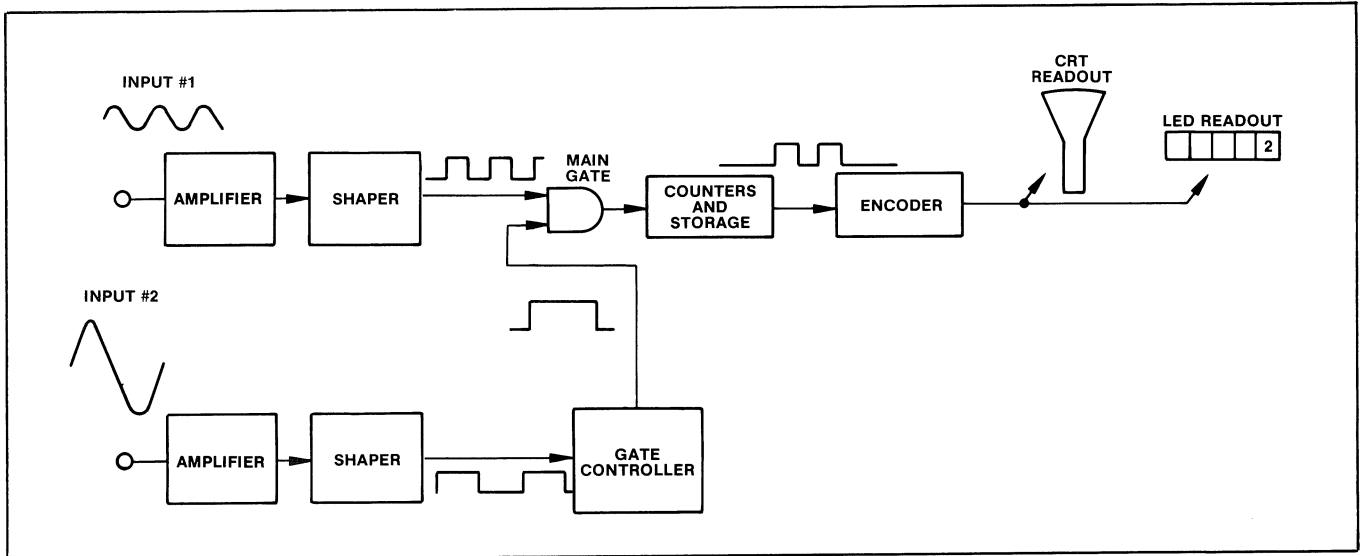 INPUT #1
AMPLIFIER
SHAPER
MAIN
GATE
COUNTERS
AND
STORAGE
ENCODER
CRT
READOUT
LED READOUT
2
INPUT #2
AMPLIFIER
SHAPER
GATE
CONTROLLER